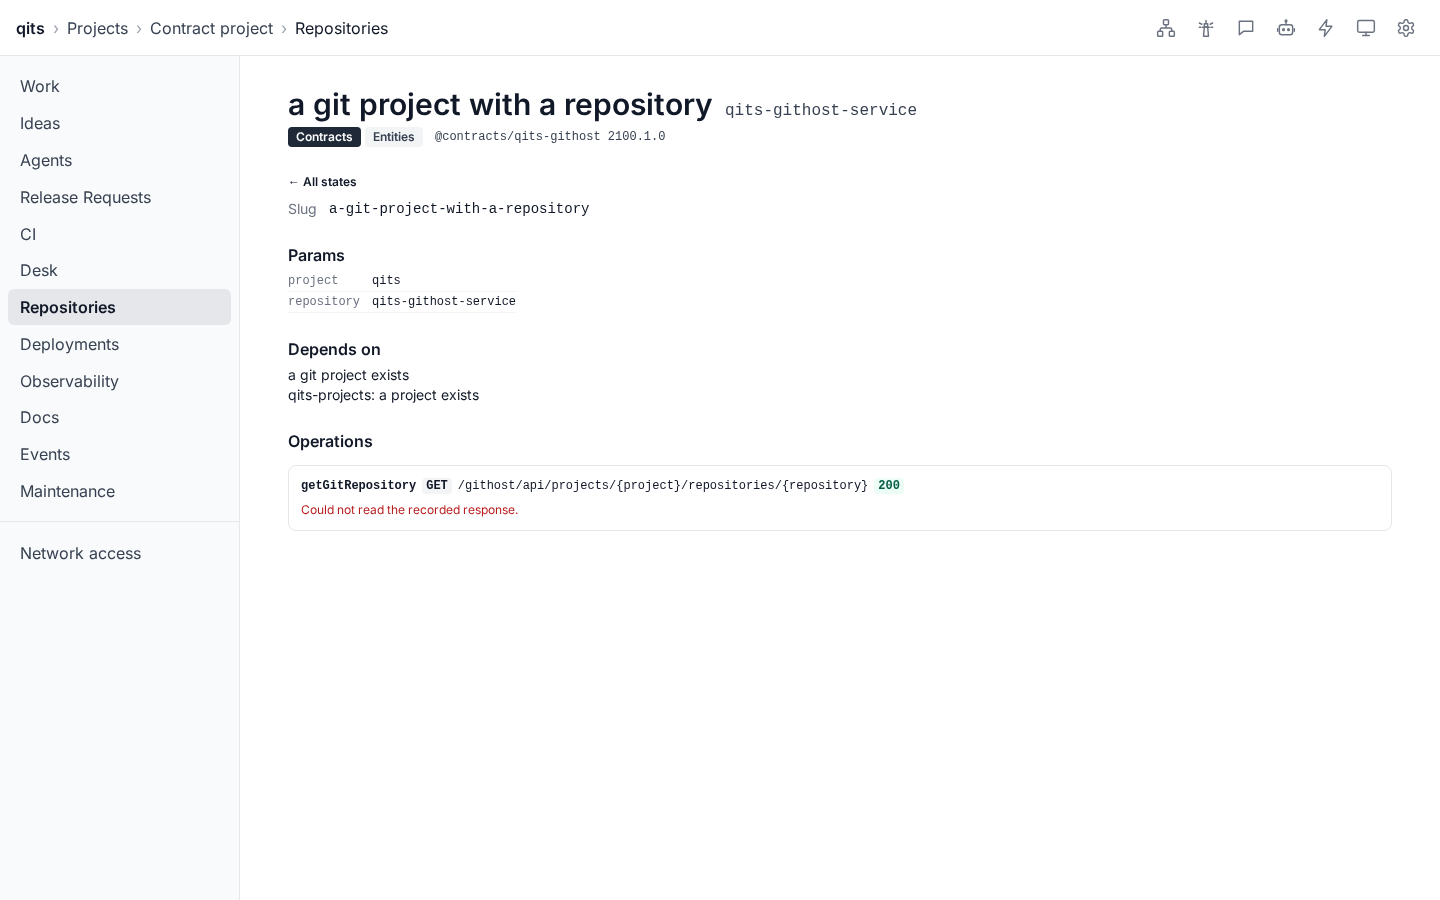 qits › Projects › Contract project › Repositories
Work
Ideas
Agents
Release Requests
CI
Desk
Repositories
Deployments
Observability
Docs
Events
Maintenance
Network access
a git project with a repository qits-githost-service
Contracts Entities @contracts/qits-githost 2100.1.0
← All states
Slug a-git-project-with-a-repository
Params
project qits
repository qits-githost-service
Depends on
a git project exists
qits-projects: a project exists
Operations
getGitRepository GET /githost/api/projects/{project}/repositories/{repository} 200
Could not read the recorded response.